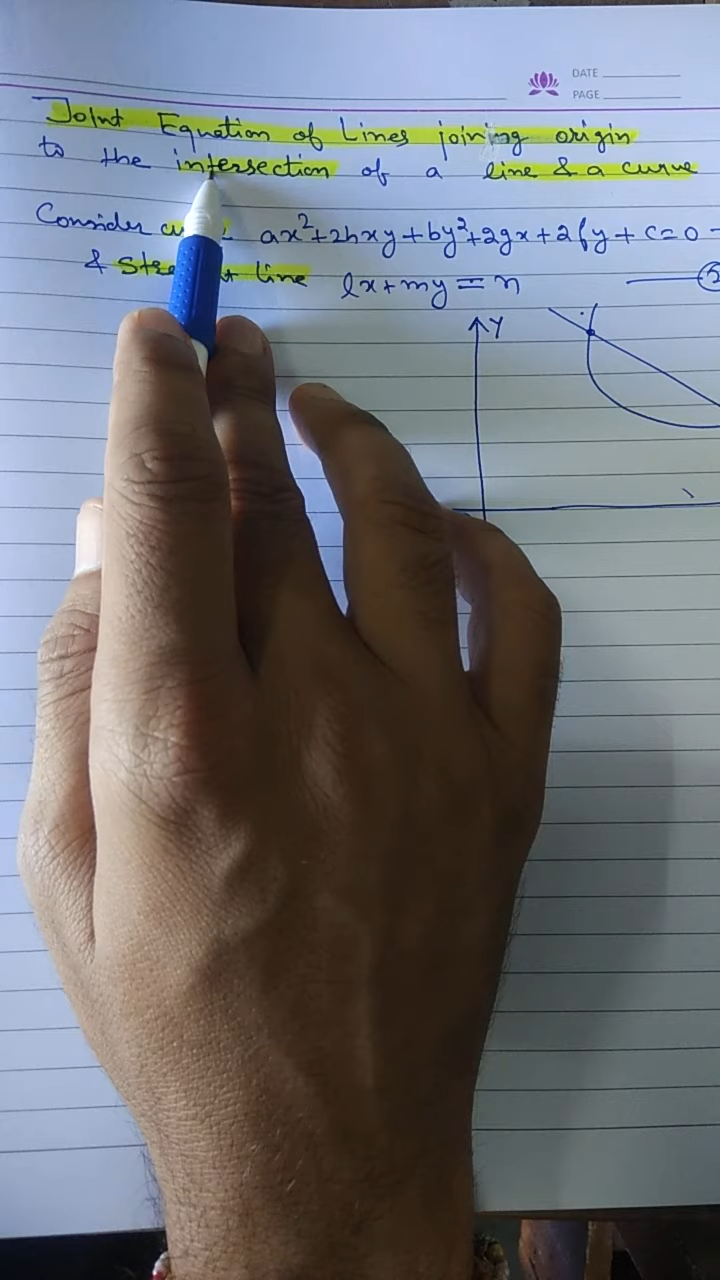 DATE
PAGE
Joint Equation of Lines joining origin
to the intersection of a line & a curve
Consider ax²+2hxy+by²+2gx+2fy+c=0
& line lx+my=n
Y